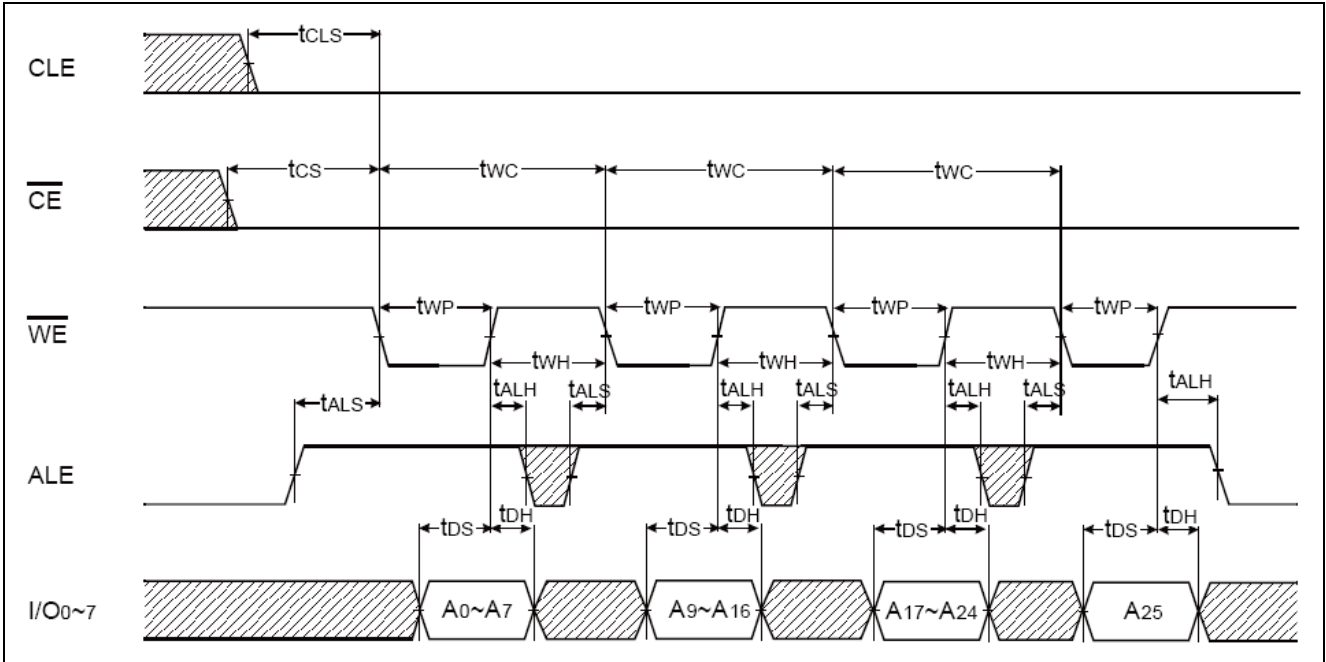 CLE
tCLS
CE
tCS
tWC
tWC
tWC
WE
tWP
tWP
tWP
tWP
tWH
tWH
tWH
tALS
tALH
tALS
tALH
tALS
tALH
tALS
tALH
ALE
tDS
tDH
tDS
tDH
tDS
tDH
tDS
tDH
I/O0~7
A0~A7
A9~A16
A17~A24
A25